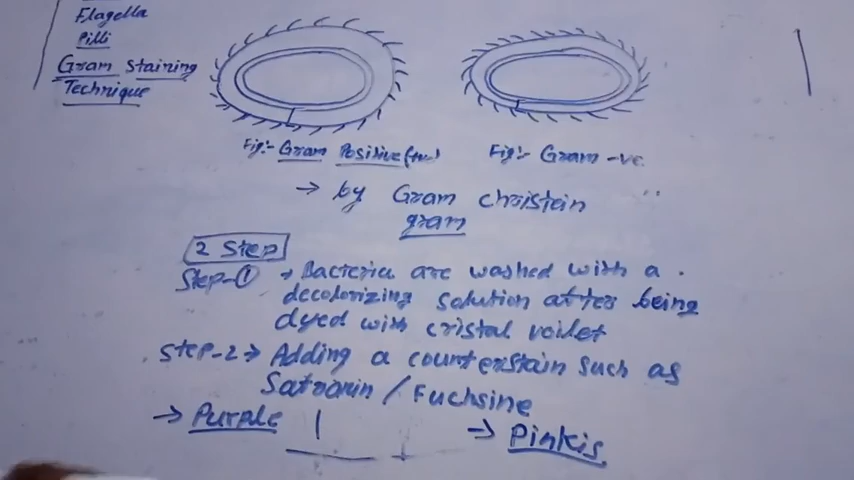 Flagella
Pilli
Gram Staining
Technique
Fig:- Gram Positive(+ve)
Fig:- Gram -ve
→ by Gram christein
gram
2 Step
Step-① → Bacteria are washed with a
decolorizing solution after being
dyed with cristal voilet
Step-2 → Adding a counterstain such as
Safranin / Fuchsine
→ Purple
→ Pinkis